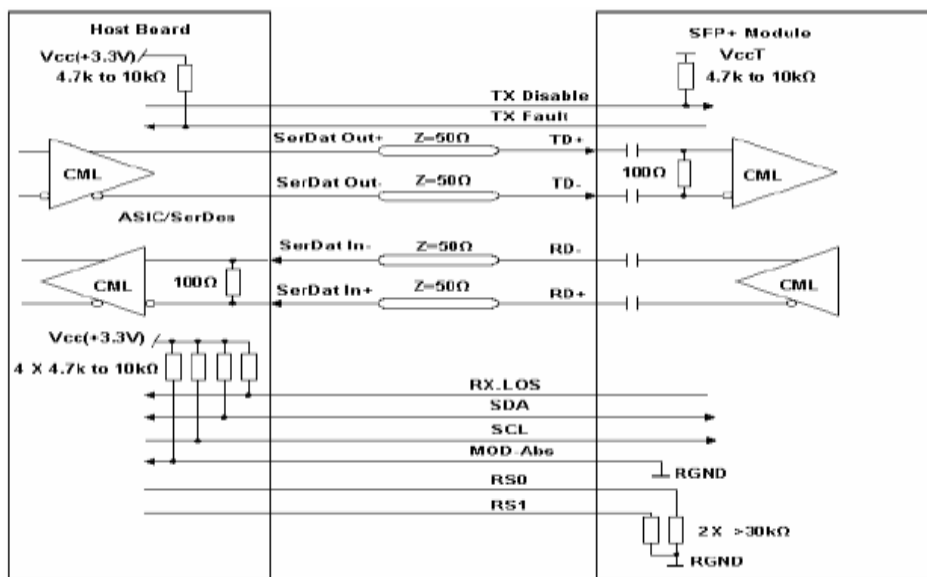 Host Board
SFP+ Module
Vcc(+3.3V)
4.7k to 10kΩ
VccT
4.7k to 10kΩ
TX Disable
TX Fault
SerDat Out+
Z=50Ω
TD+
CML
100Ω
CML
SerDat Out-
Z=50Ω
TD-
ASIC/SerDes
SerDat In-
Z=50Ω
RD-
CML
100Ω
CML
SerDat In+
Z=50Ω
RD+
Vcc(+3.3V)
4 X 4.7k to 10kΩ
RX.LOS
SDA
SCL
MOD-Abs
RGND
RS0
RS1
2 X >30kΩ
RGND